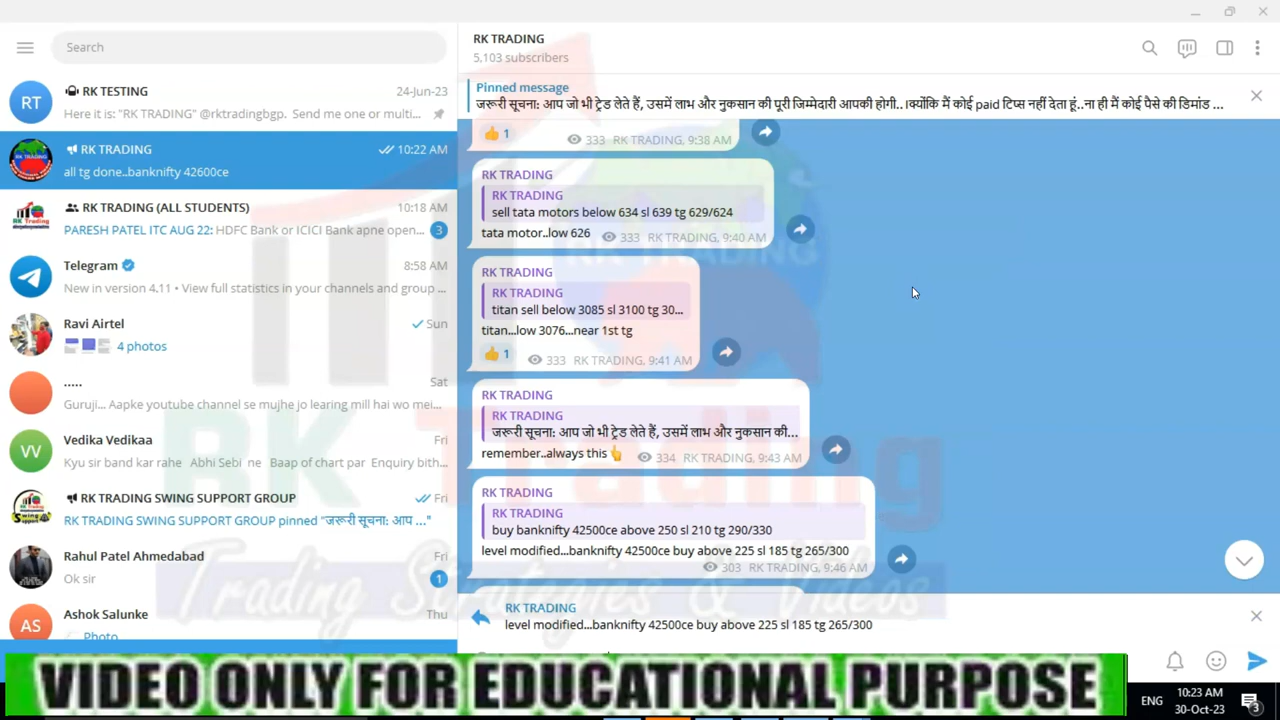 Search
RT
RK TESTING
24-Jun-23
Here it is: "RK TRADING" @rktradingbgp. Send me one or multi...
RK TRADING
10:22 AM
all tg done..banknifty 42600ce
RK TRADING (ALL STUDENTS)
10:18 AM
PARESH PATEL ITC AUG 22: HDFC Bank or ICICI Bank apne open...
3
Telegram
8:58 AM
New in version 4.11 • View full statistics in your channels and group ...
Ravi Airtel
Sun
4 photos
.....
Sat
Guruji... Aapke youtube channel se mujhe jo learing mill hai wo mei...
VV
Vedika Vedikaa
Fri
Kyu sir band kar rahe Abhi Sebi ne Baap of chart par Enquiry bith...
RK TRADING SWING SUPPORT GROUP
Fri
RK TRADING SWING SUPPORT GROUP pinned "जरूरी सूचना: आप ..."
Rahul Patel Ahmedabad
Fri
Ok sir
1
AS
Ashok Salunke
Thu
Photo
RK TRADING
5,103 subscribers
Pinned message
जरूरी सूचना: आप जो भी ट्रेड लेते हैं, उसमें लाभ और नुकसान की पूरी जिम्मेदारी आपकी होगी.. ।क्योंकि मैं कोई paid टिप्स नहीं देता हूं..ना ही मैं कोई पैसे की डिमांड ...
1
333 RK TRADING, 9:38 AM
RK TRADING
RK TRADING
sell tata motors below 634 sl 639 tg 629/624
tata motor..low 626
333 RK TRADING, 9:40 AM
RK TRADING
RK TRADING
titan sell below 3085 sl 3100 tg 30...
titan...low 3076...near 1st tg
1
333 RK TRADING, 9:41 AM
RK TRADING
RK TRADING
जरूरी सूचना: आप जो भी ट्रेड लेते हैं, उसमें लाभ और नुकसान की...
remember..always this👆
334 RK TRADING, 9:43 AM
RK TRADING
RK TRADING
buy banknifty 42500ce above 250 sl 210 tg 290/330
level modified...banknifty 42500ce buy above 225 sl 185 tg 265/300
303 RK TRADING, 9:46 AM
RK TRADING
level modified...banknifty 42500ce buy above 225 sl 185 tg 265/300
RK Trading
Trading Strategies & Videos
VIDEO ONLY FOR EDUCATIONAL PURPOSE
ENG
10:23 AM
30-Oct-23
3